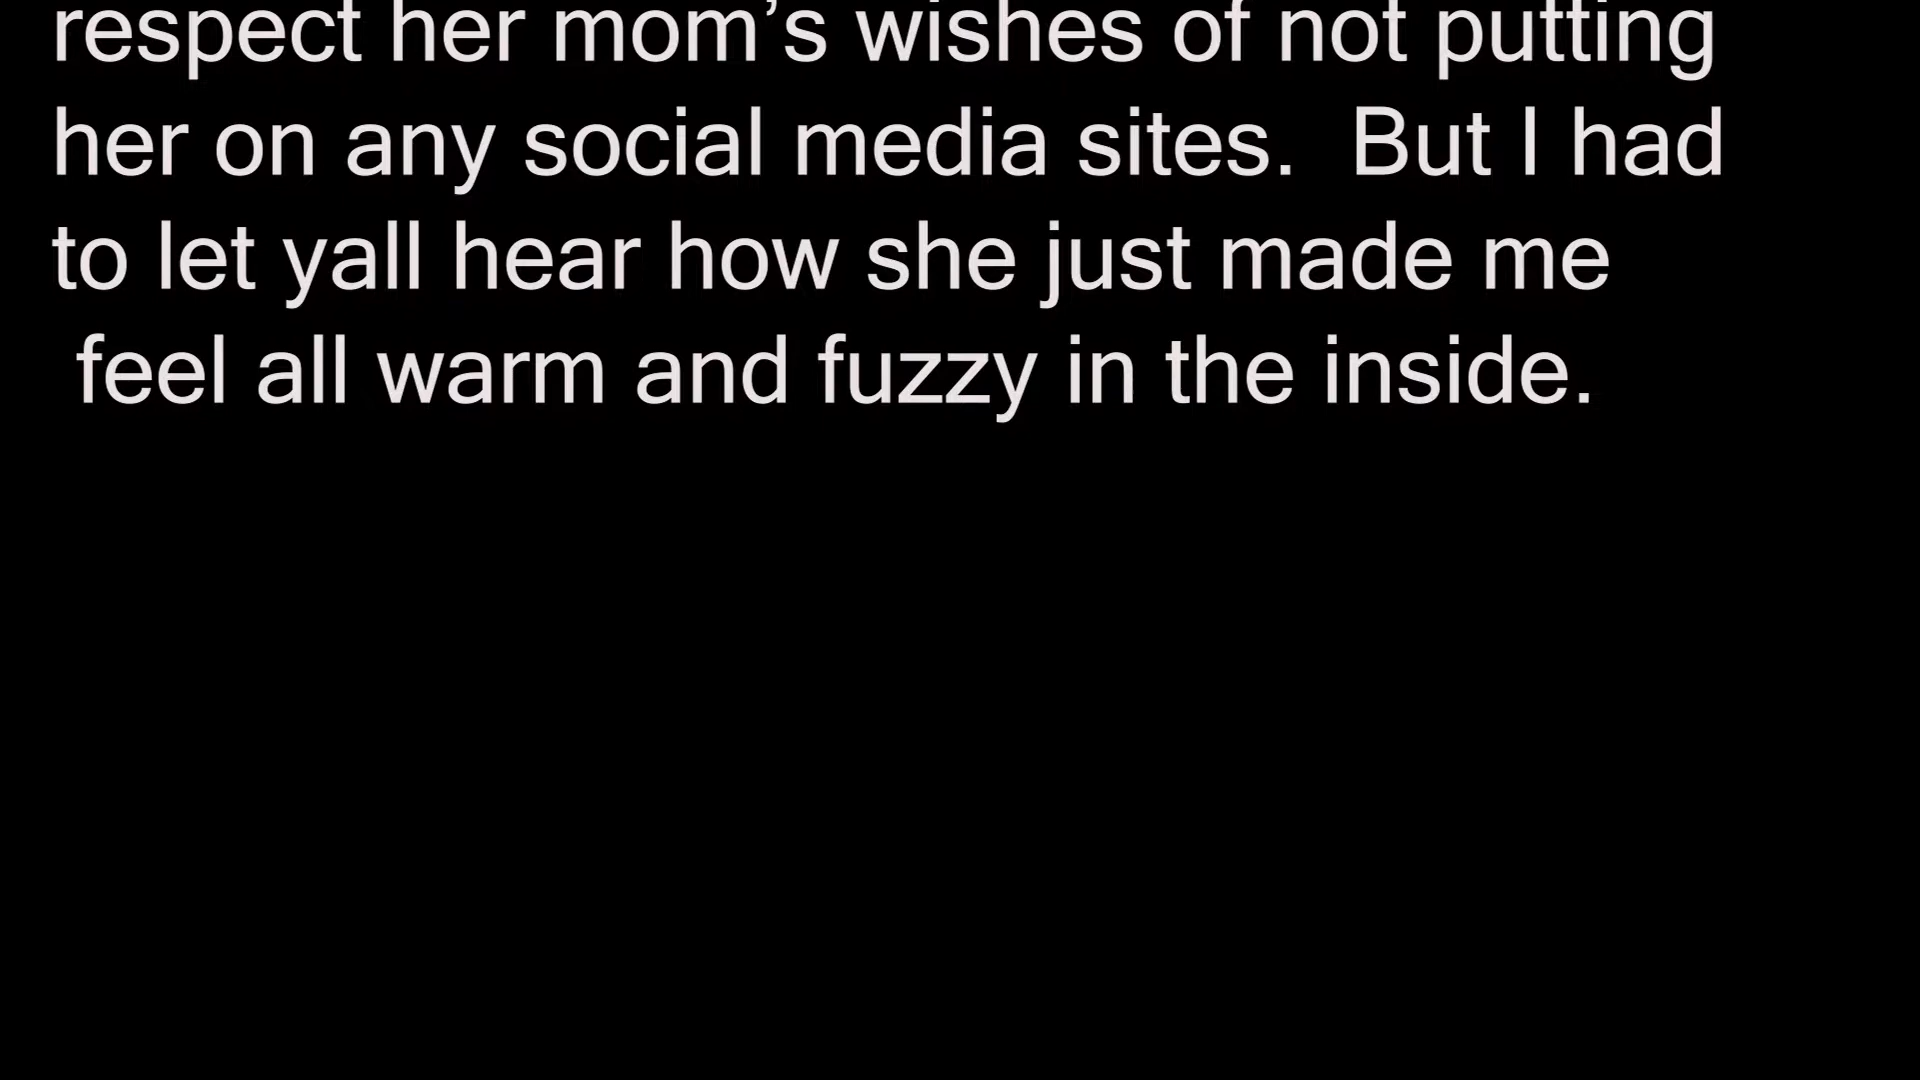 respect her mom’s wishes of not putting
her on any social media sites.  But I had
to let yall hear how she just made me
feel all warm and fuzzy in the inside.